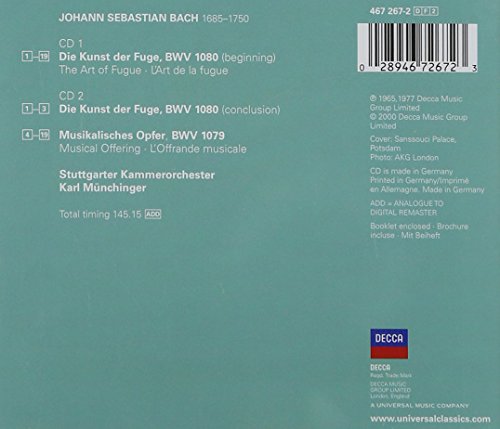 JOHANN SEBASTIAN BACH 1685–1750
CD 1
1 - 19 Die Kunst der Fuge, BWV 1080 (beginning)
The Art of Fugue · L'Art de la fugue
CD 2
1 - 3 Die Kunst der Fuge, BWV 1080 (conclusion)
4 - 19 Musikalisches Opfer, BWV 1079
Musical Offering · L'Offrande musicale
Stuttgarter Kammerorchester
Karl Münchinger
Total timing 145.15 ADD
467 267-2 D F 2
0 28946 72672 3
℗ 1965, 1977 Decca Music
Group Limited
© 2000 Decca Music
Group Limited
Cover: Sanssouci Palace,
Potsdam
Photo: AKG London
CD is made in Germany
Printed in Germany/Imprimé
en Allemagne. Made in
Germany
ADD = ANALOGUE TO
DIGITAL REMASTER
Booklet enclosed · Brochure
incluse · Mit Beiheft
DECCA
DECCA
Regd. Trade Mark
DECCA MUSIC
GROUP LIMITED
London, England
A UNIVERSAL MUSIC COMPANY
www.universalclassics.com